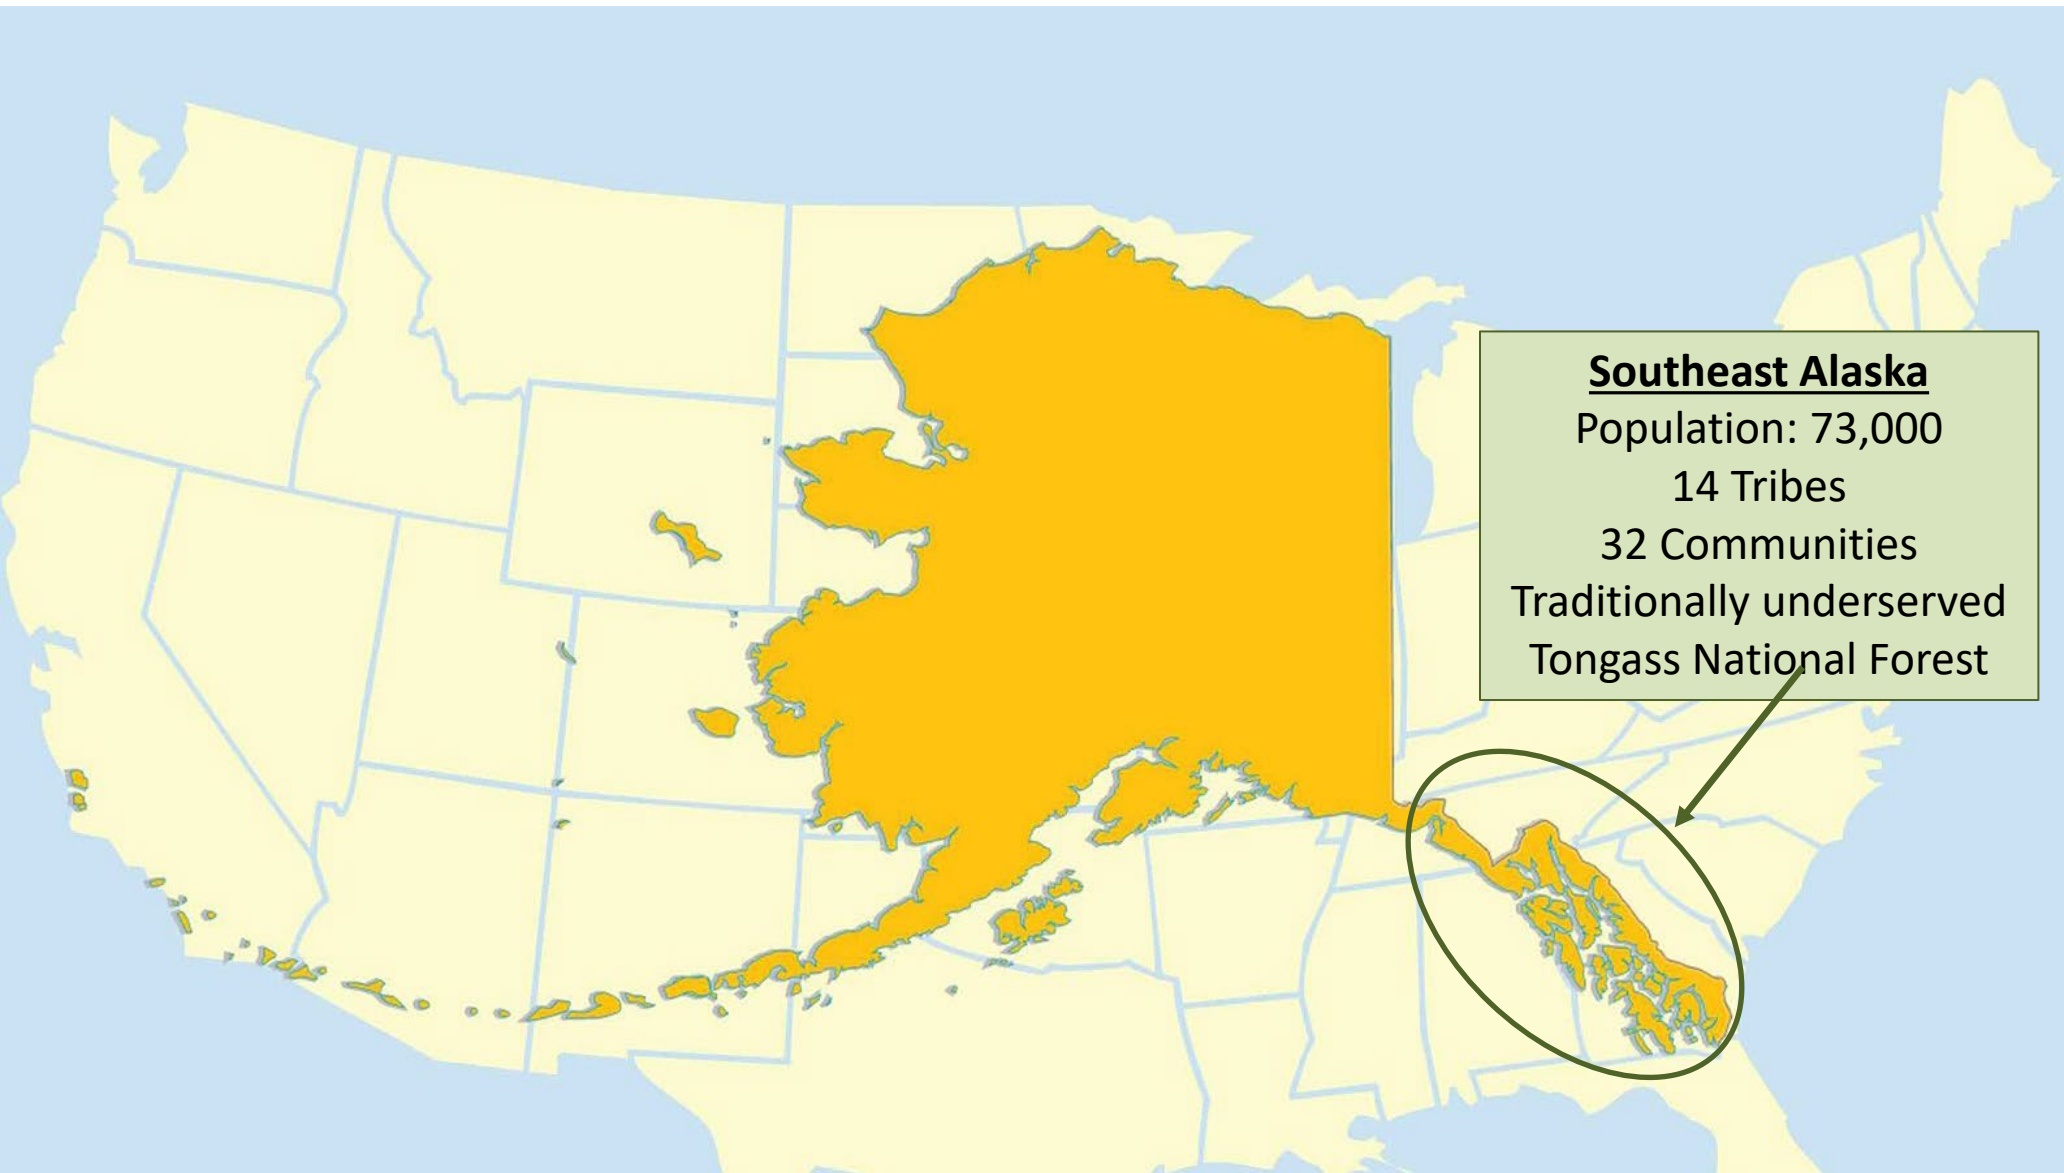 Southeast Alaska
Population: 73,000
14 Tribes
32 Communities
Traditionally underserved
Tongass National Forest